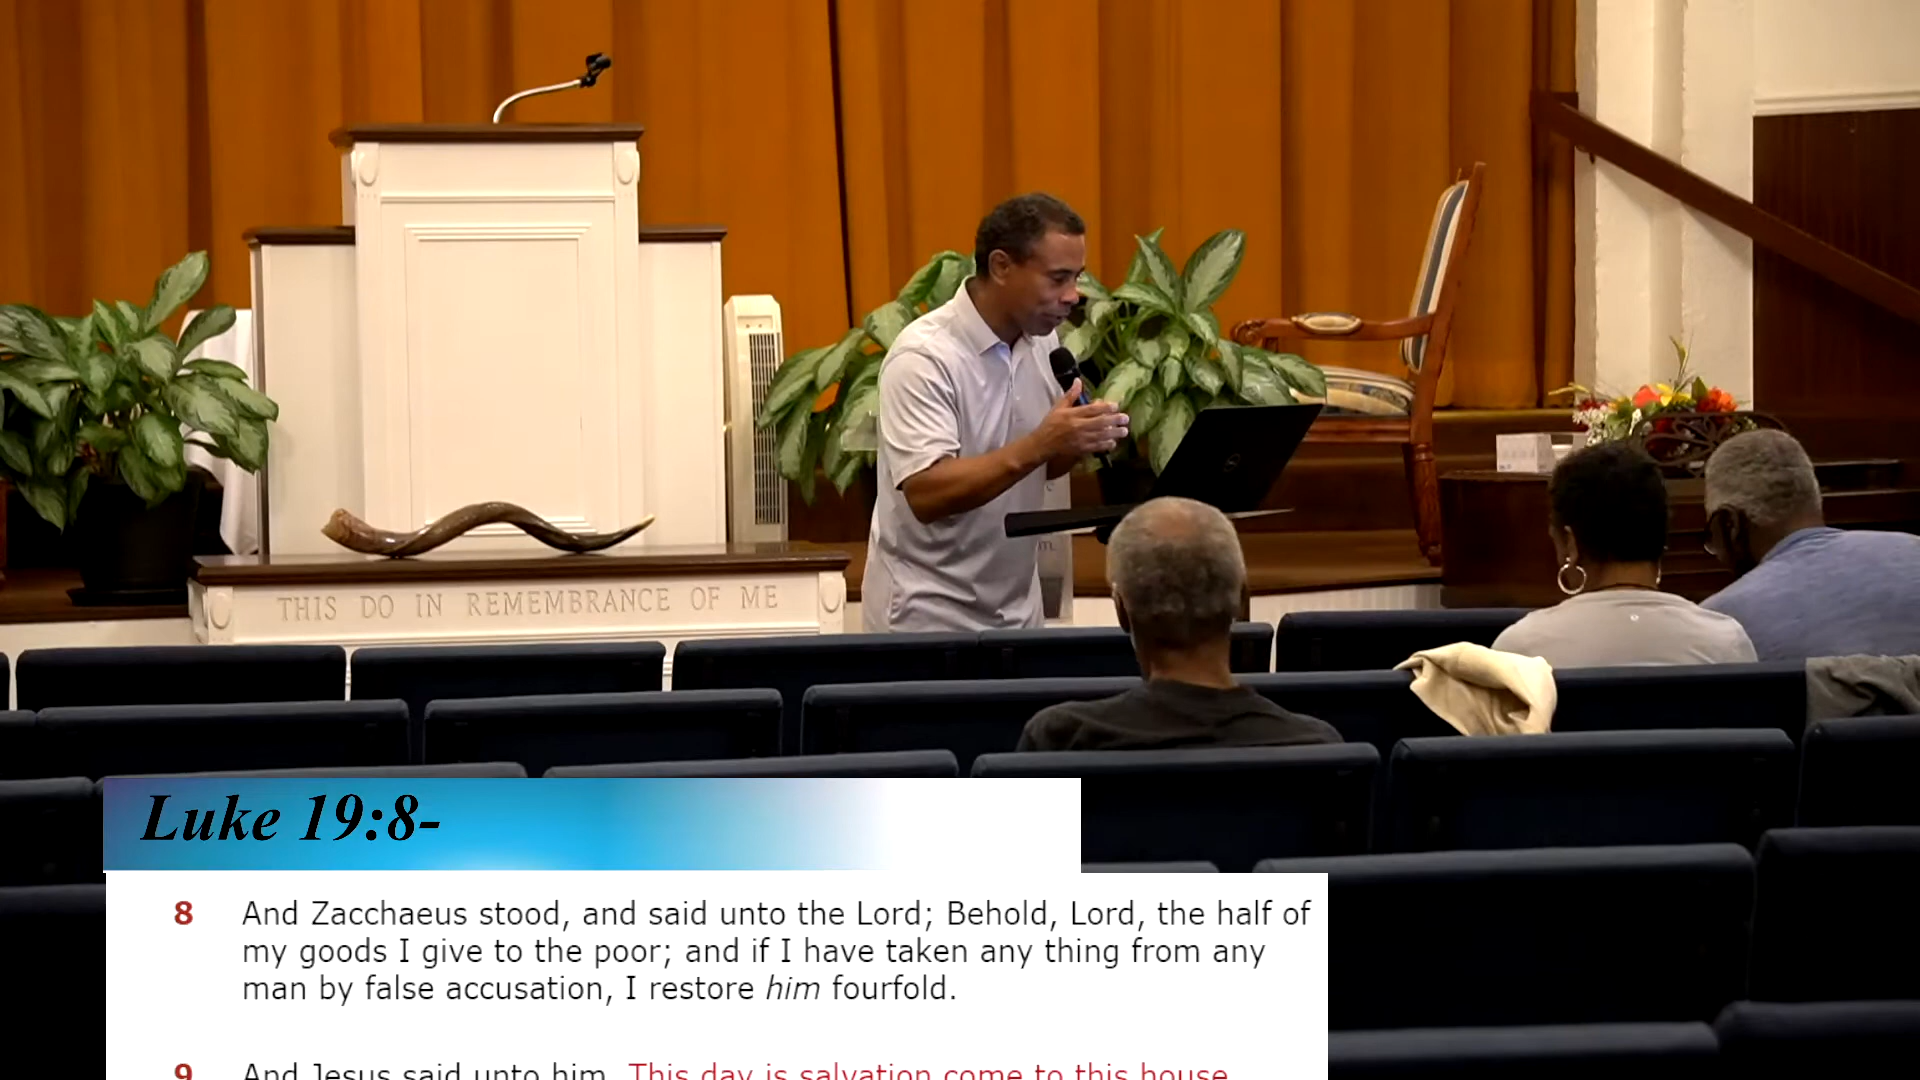 THIS DO IN REMEMBRANCE OF ME
Luke 19:8-
8 And Zacchaeus stood, and said unto the Lord; Behold, Lord, the half of
my goods I give to the poor; and if I have taken any thing from any
man by false accusation, I restore him fourfold.
9 And Jesus said unto him, This day is salvation come to this house,